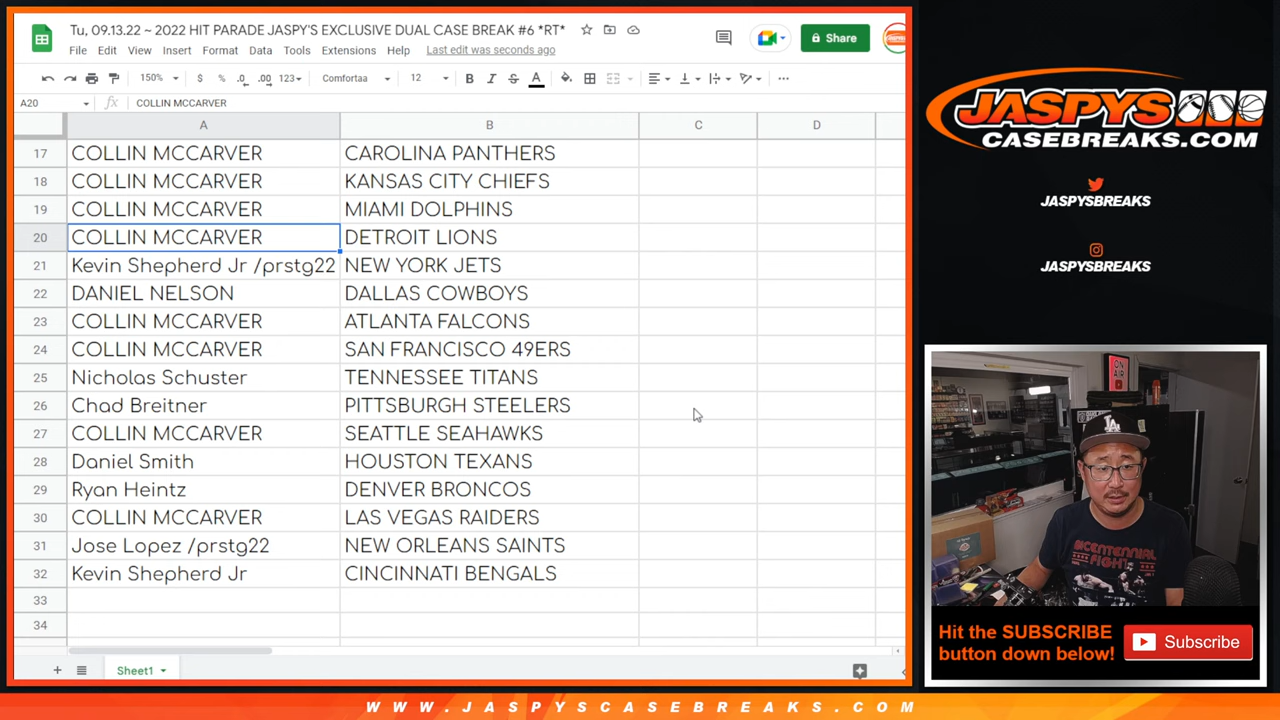 Tu, 09.13.22 ~ 2022 HIT PARADE JASPY'S EXCLUSIVE DUAL CASE BREAK #6 *RT*
File Edit View Insert Format Data Tools Extensions Help Last edit was seconds ago
Share
150% $ % .0 .00 123 Comfortaa 12 B I S A
A20 fx COLLIN MCCARVER
A B C D
17 COLLIN MCCARVER CAROLINA PANTHERS
18 COLLIN MCCARVER KANSAS CITY CHIEFS
19 COLLIN MCCARVER MIAMI DOLPHINS
20 COLLIN MCCARVER DETROIT LIONS
21 Kevin Shepherd Jr /prstg22 NEW YORK JETS
22 DANIEL NELSON DALLAS COWBOYS
23 COLLIN MCCARVER ATLANTA FALCONS
24 COLLIN MCCARVER SAN FRANCISCO 49ERS
25 Nicholas Schuster TENNESSEE TITANS
26 Chad Breitner PITTSBURGH STEELERS
27 COLLIN MCCARVER SEATTLE SEAHAWKS
28 Daniel Smith HOUSTON TEXANS
29 Ryan Heintz DENVER BRONCOS
30 COLLIN MCCARVER LAS VEGAS RAIDERS
31 Jose Lopez /prstg22 NEW ORLEANS SAINTS
32 Kevin Shepherd Jr CINCINNATI BENGALS
33
34
Sheet1
JASPYS
CASEBREAKS.COM
JASPYSBREAKS
JASPYSBREAKS
ON AIR
LA
BICENTENNIAL
FIGHT
Hit the SUBSCRIBE
button down below!
Subscribe
WWW.JASPYSCASEBREAKS.COM